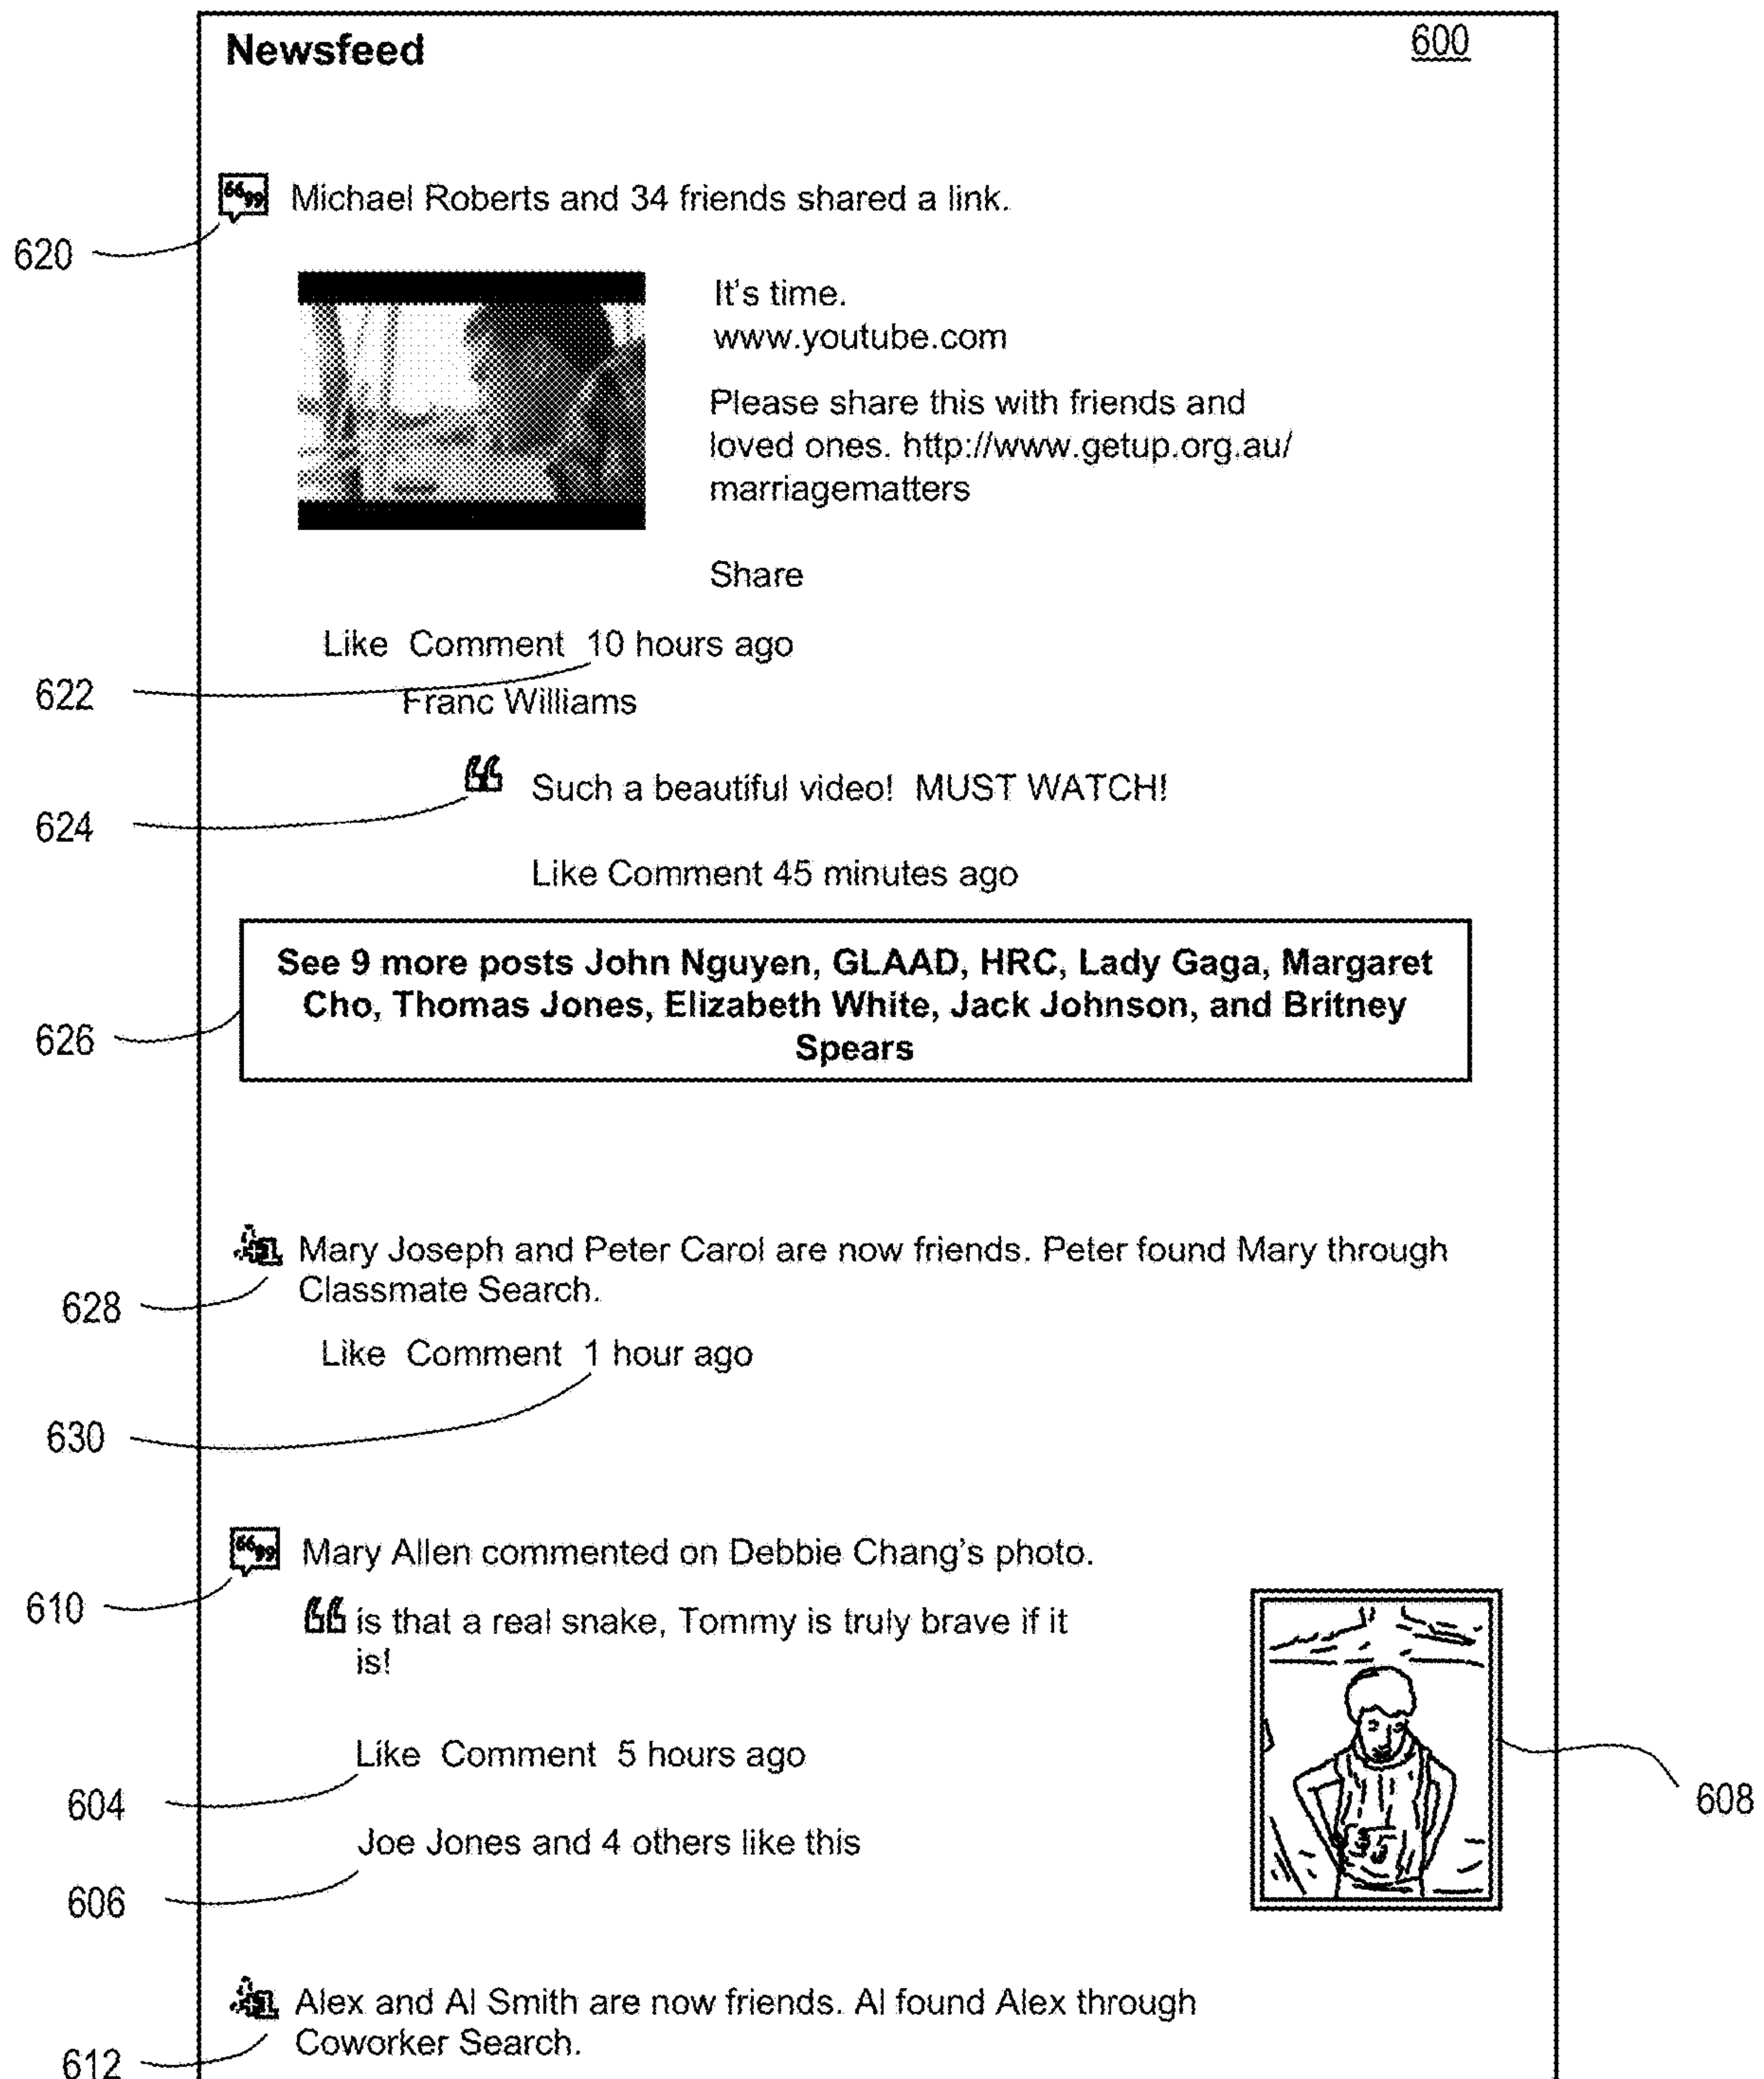 Newsfeed 600
Michael Roberts and 34 friends shared a link.
620
It's time.
www.youtube.com
Please share this with friends and
loved ones. http://www.getup.org.au/
marriagematters
Share
Like Comment 10 hours ago
622
Franc Williams
“ Such a beautiful video! MUST WATCH!
624
Like Comment 45 minutes ago
See 9 more posts John Nguyen, GLAAD, HRC, Lady Gaga, Margaret
Cho, Thomas Jones, Elizabeth White, Jack Johnson, and Britney
Spears
626
+1 Mary Joseph and Peter Carol are now friends. Peter found Mary through
Classmate Search.
628
Like Comment 1 hour ago
630
Mary Allen commented on Debbie Chang's photo.
610
“ is that a real snake, Tommy is truly brave if it
is!
Like Comment 5 hours ago
604
608
Joe Jones and 4 others like this
606
+1 Alex and Al Smith are now friends. Al found Alex through
Coworker Search.
612